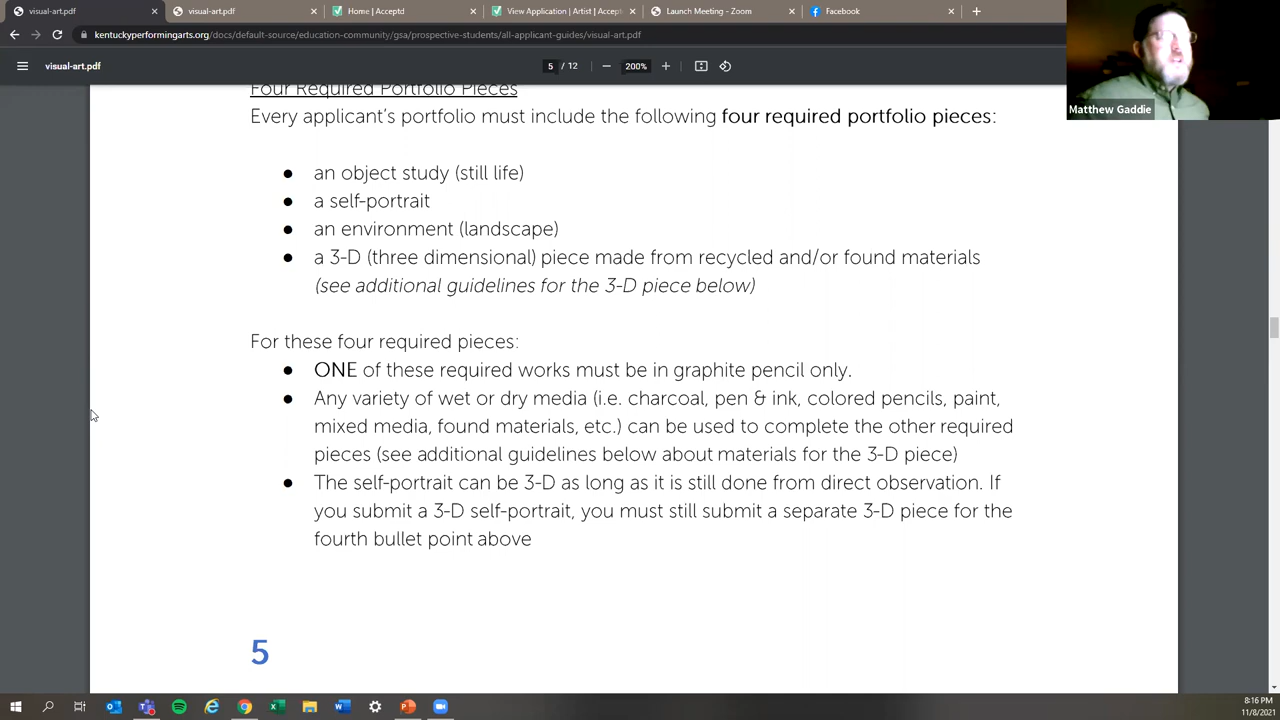 visual-art.pdf
visual-art.pdf
Home | Acceptd
View Application | Artist | Accept
Launch Meeting - Zoom
Facebook
kentuckyperformingarts.org/docs/default-source/education-community/gsa/prospective-students/all-applicant-guides/visual-art.pdf
visual-art.pdf
5 / 12
200%
Matthew Gaddie
Four Required Portfolio Pieces
Every applicant's portfolio must include the following four required portfolio pieces:
● an object study (still life)
● a self-portrait
● an environment (landscape)
● a 3-D (three dimensional) piece made from recycled and/or found materials
(see additional guidelines for the 3-D piece below)
For these four required pieces:
● ONE of these required works must be in graphite pencil only.
● Any variety of wet or dry media (i.e. charcoal, pen & ink, colored pencils, paint,
mixed media, found materials, etc.) can be used to complete the other required
pieces (see additional guidelines below about materials for the 3-D piece)
● The self-portrait can be 3-D as long as it is still done from direct observation. If
you submit a 3-D self-portrait, you must still submit a separate 3-D piece for the
fourth bullet point above
5
8:16 PM
11/8/2021